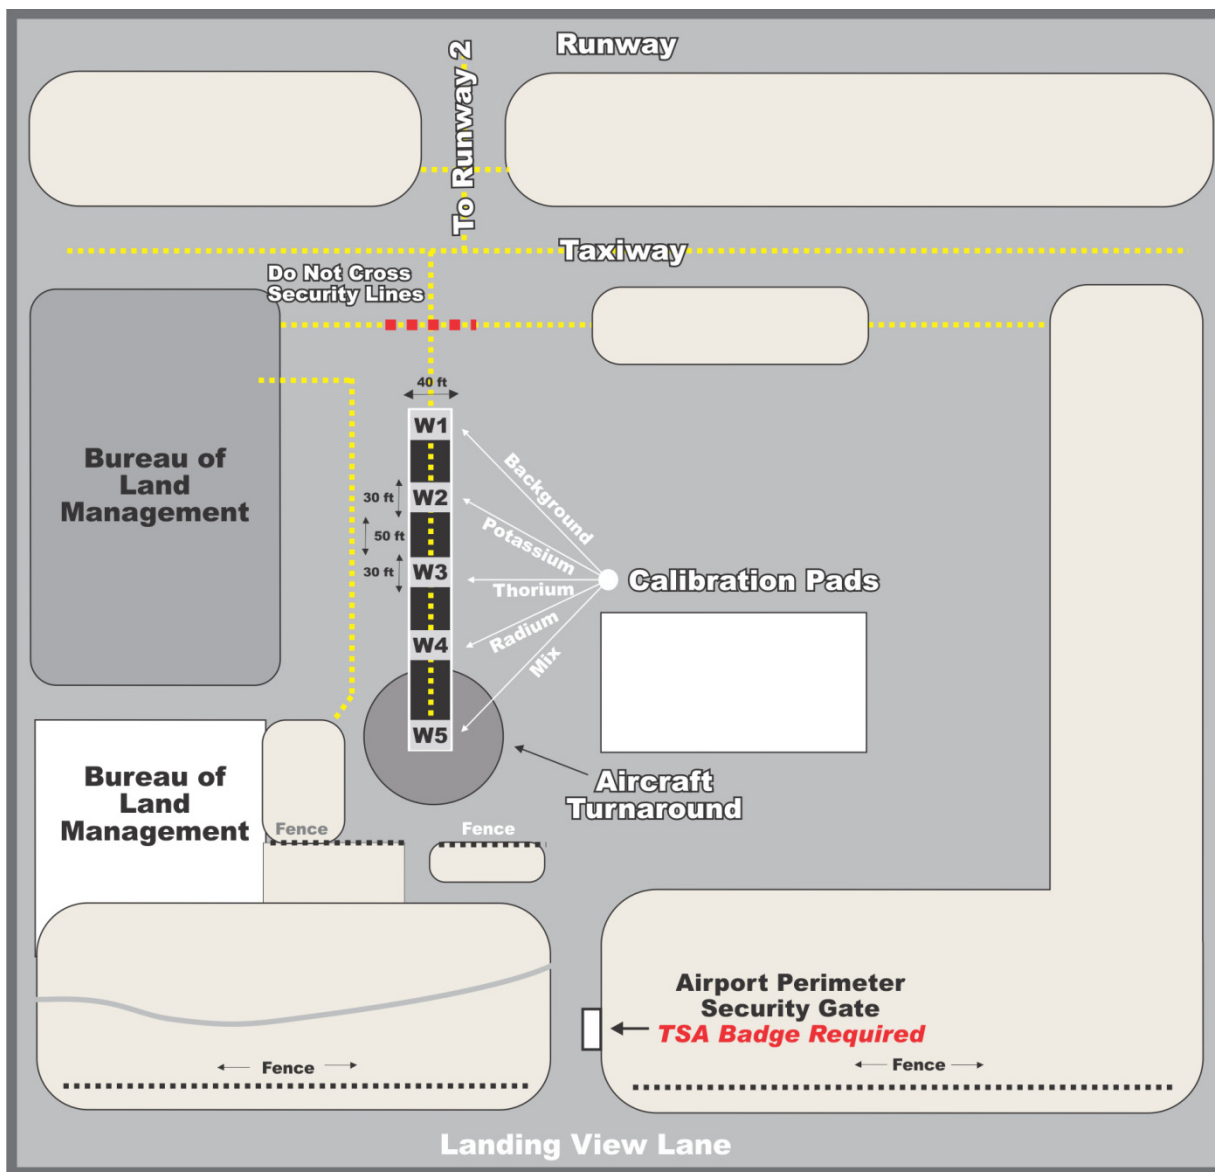 Runway
To Runway 2
Taxiway
Do Not Cross
Security Lines
40 ft
W1
Background
Bureau of
Land
Management
30 ft
W2
Potassium
50 ft
30 ft
W3
Thorium
Calibration Pads
W4
Radium
Mix
W5
Bureau of
Land
Management
Aircraft
Turnaround
Fence
Fence
Airport Perimeter
Security Gate
TSA Badge Required
Fence
Fence
Landing View Lane